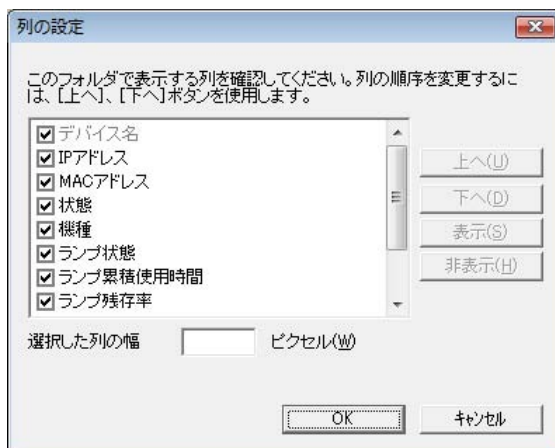 列の設定
このフォルダで表示する列を確認してください。列の順序を変更するに
は、[上へ]、[下へ]ボタンを使用します。
デバイス名
IPアドレス
MACアドレス
状態
機種
ランプ状態
ランプ累積使用時間
ランプ残存率
上へ(U)
下へ(D)
表示(S)
非表示(H)
選択した列の幅 ピクセル(W)
OK キャンセル